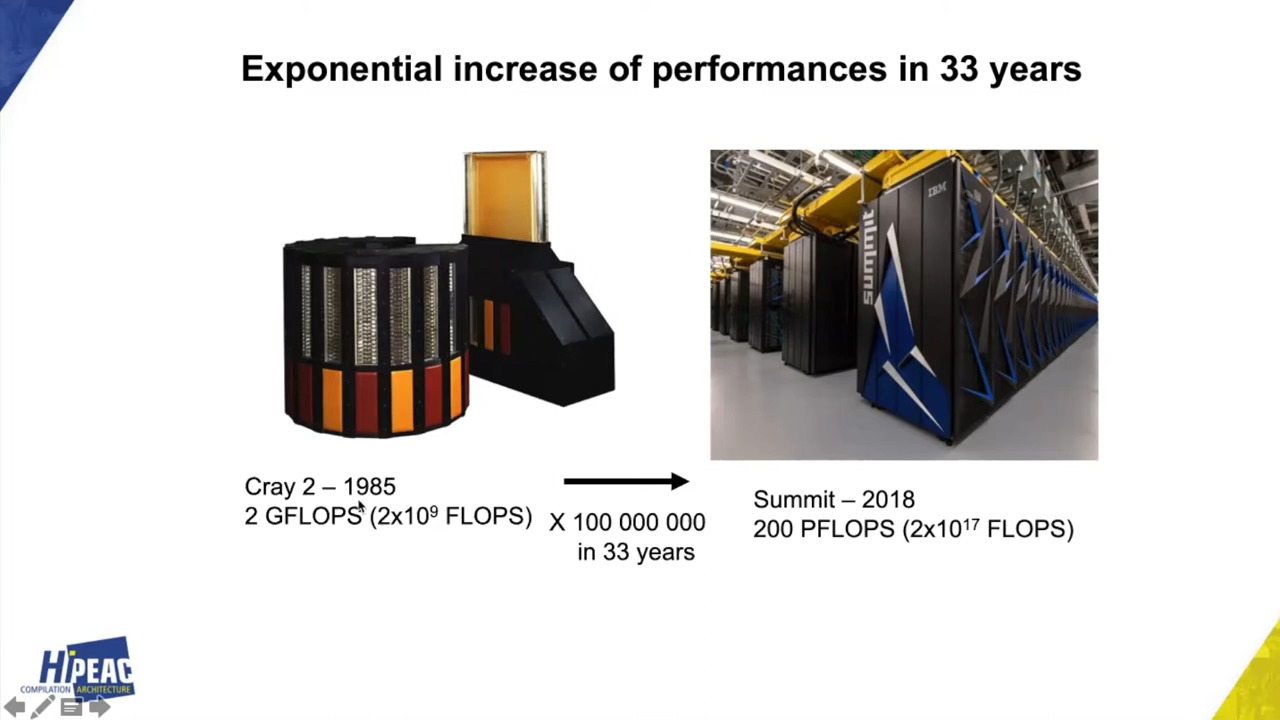 Exponential increase of performances in 33 years
IBM
summit
Cray 2 – 1985
2 GFLOPS (2x10⁹ FLOPS)
X 100 000 000
in 33 years
Summit – 2018
200 PFLOPS (2x10¹⁷ FLOPS)
HiPEAC
COMPILATION ARCHITECTURE